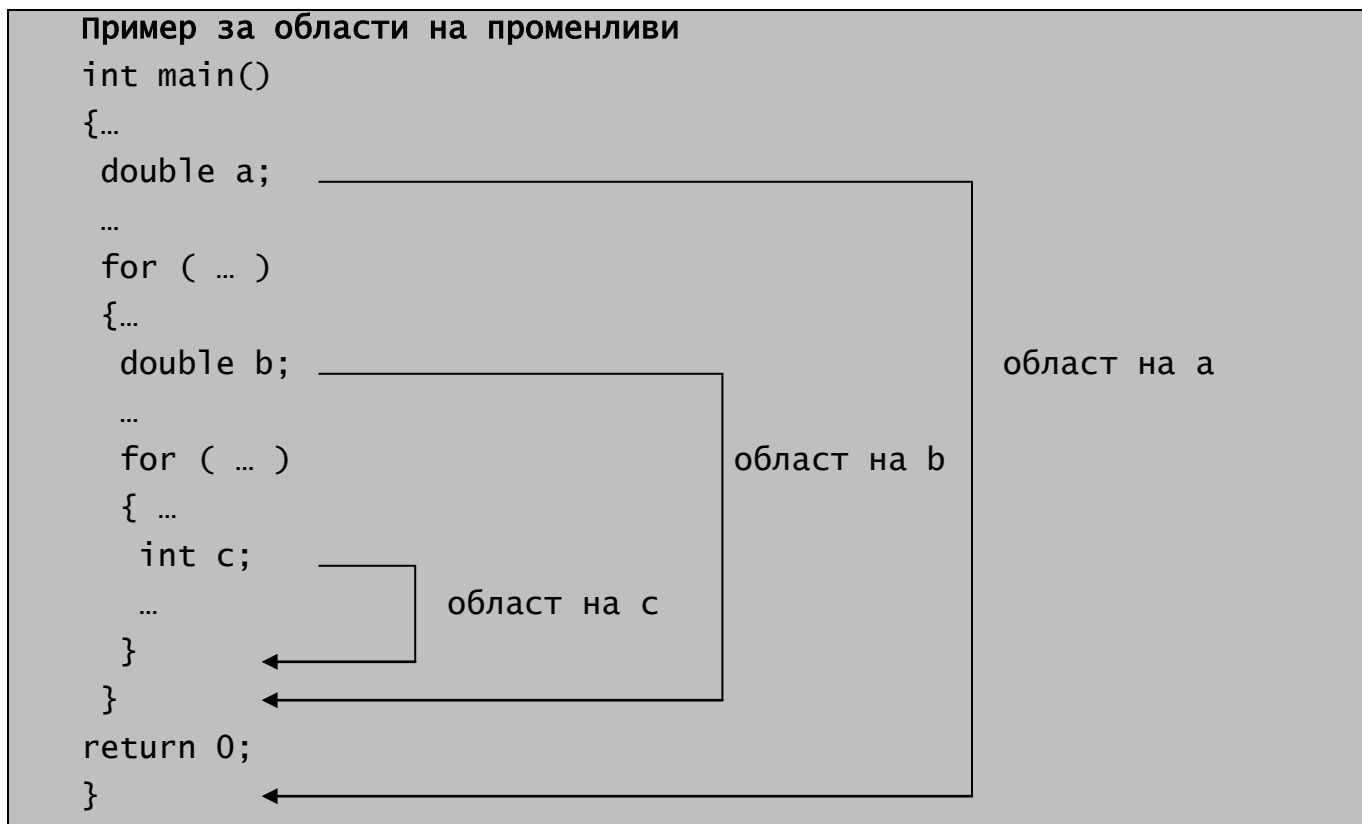 Пример за области на променливи
int main()
{…
double a;
…
for ( … )
{…
double b;
област на a
…
for ( … )
област на b
{ …
int c;
…
област на c
}
}
return 0;
}